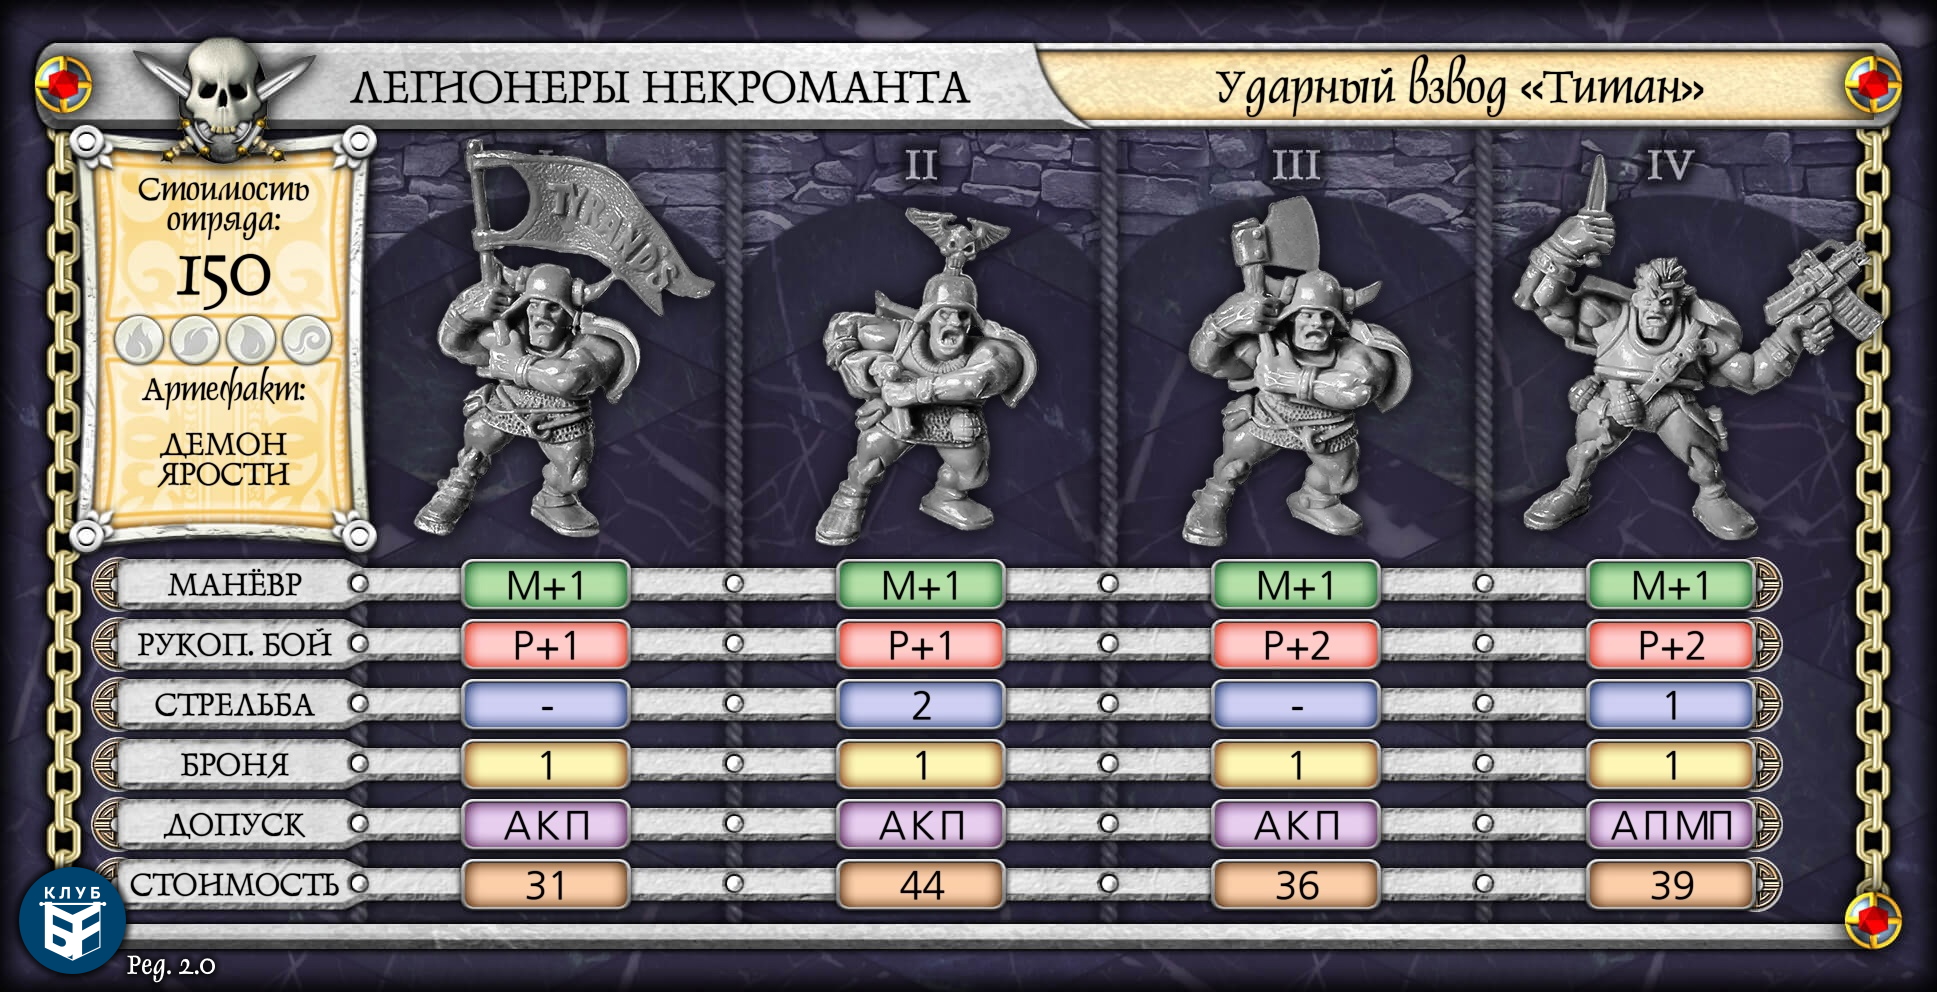 ЛЕГИОНЕРЫ НЕКРОМАНТА
Ударный взвод «Титан»
Стоимость
отряда:
150
Артефакт:
ДЕМОН
ЯРОСТИ
I II III IV
TYRANDS
МАНЁВР М+1 М+1 М+1 М+1
РУКОП. БОЙ Р+1 Р+1 Р+2 Р+2
СТРЕЛЬБА - 2 - 1
БРОНЯ 1 1 1 1
ДОПУСК АКП АКП АКП АПМП
СТОИМОСТЬ 31 44 36 39
КЛУБ
БГ
Ред. 2.0